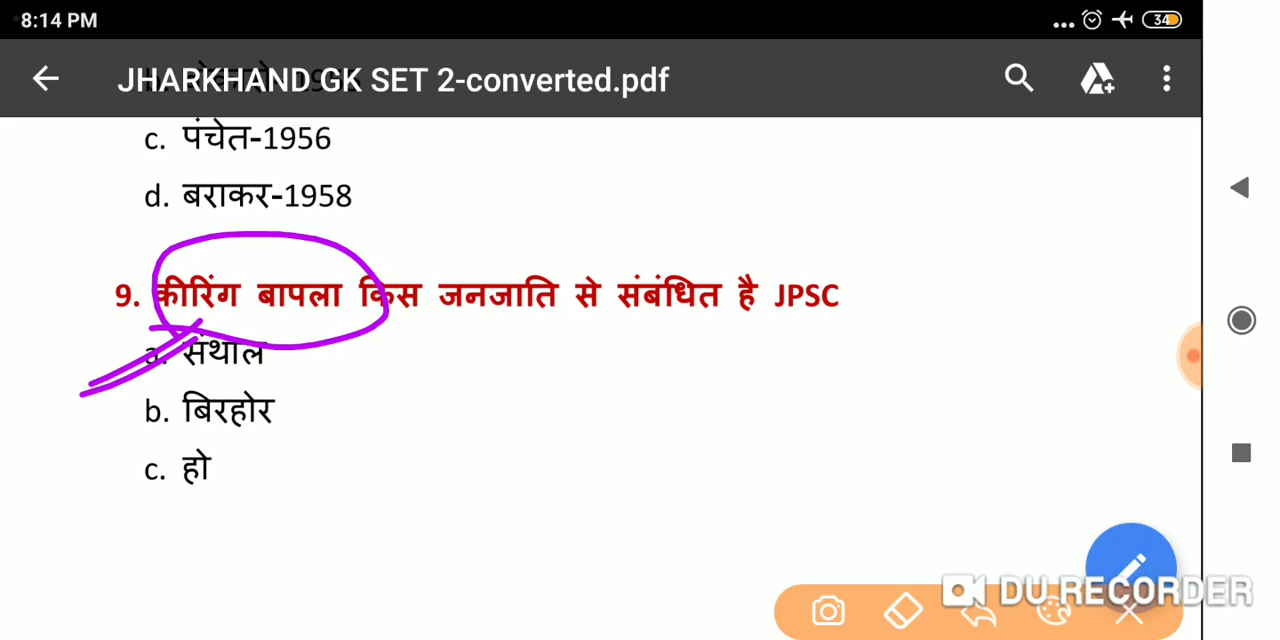 8:14 PM
34
JHARKHAND GK SET 2-converted.pdf
c. पंचेत-1956
d. बराकर-1958
9. कीरिंग बापला किस जनजाति से संबंधित है JPSC
a. संथाल
b. बिरहोर
c. हो
DU RECORDER